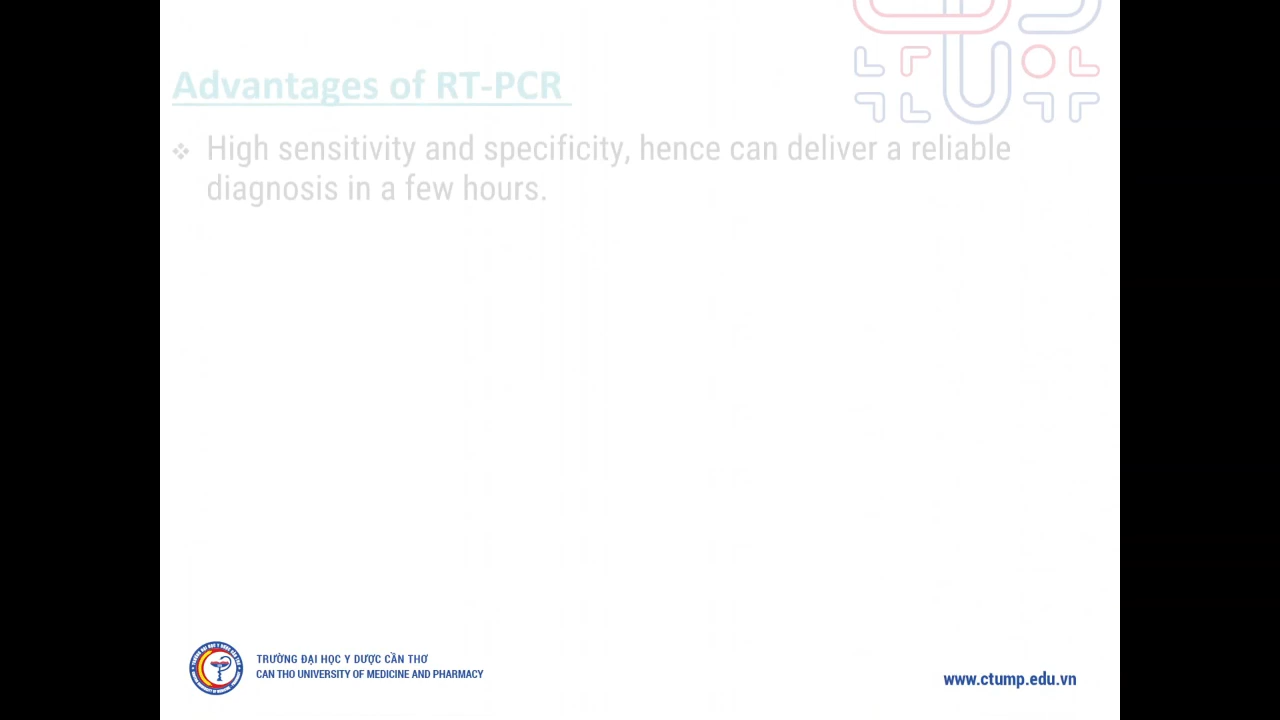 Advantages of RT-PCR
❖ High sensitivity and specificity, hence can deliver a reliable
diagnosis in a few hours.
TRƯỜNG ĐẠI HỌC Y DƯỢC CẦN THƠ
CAN THO UNIVERSITY OF MEDICINE AND PHARMACY
www.ctump.edu.vn